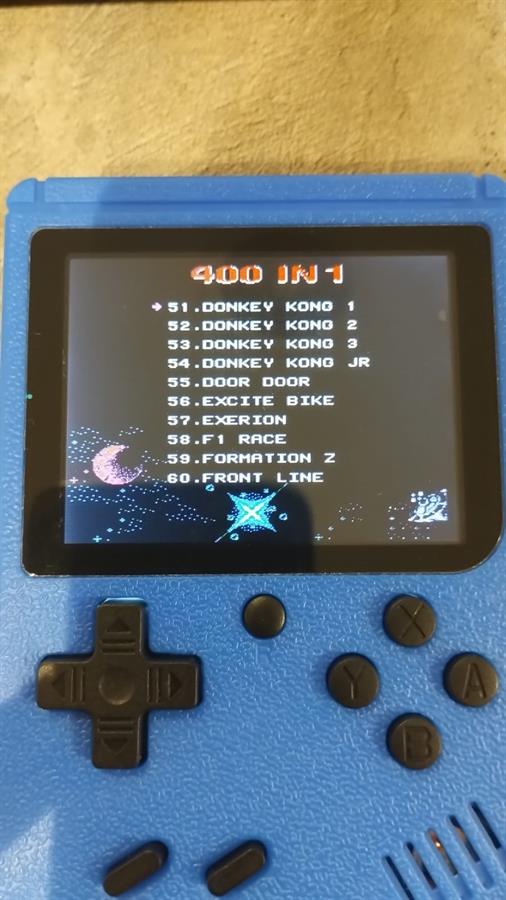 400 IN 1
51.DONKEY KONG 1
52.DONKEY KONG 2
53.DONKEY KONG 3
54.DONKEY KONG JR
55.DOOR DOOR
56.EXCITE BIKE
57.EXERION
58.F1 RACE
59.FORMATION Z
60.FRONT LINE
X
Y A
B